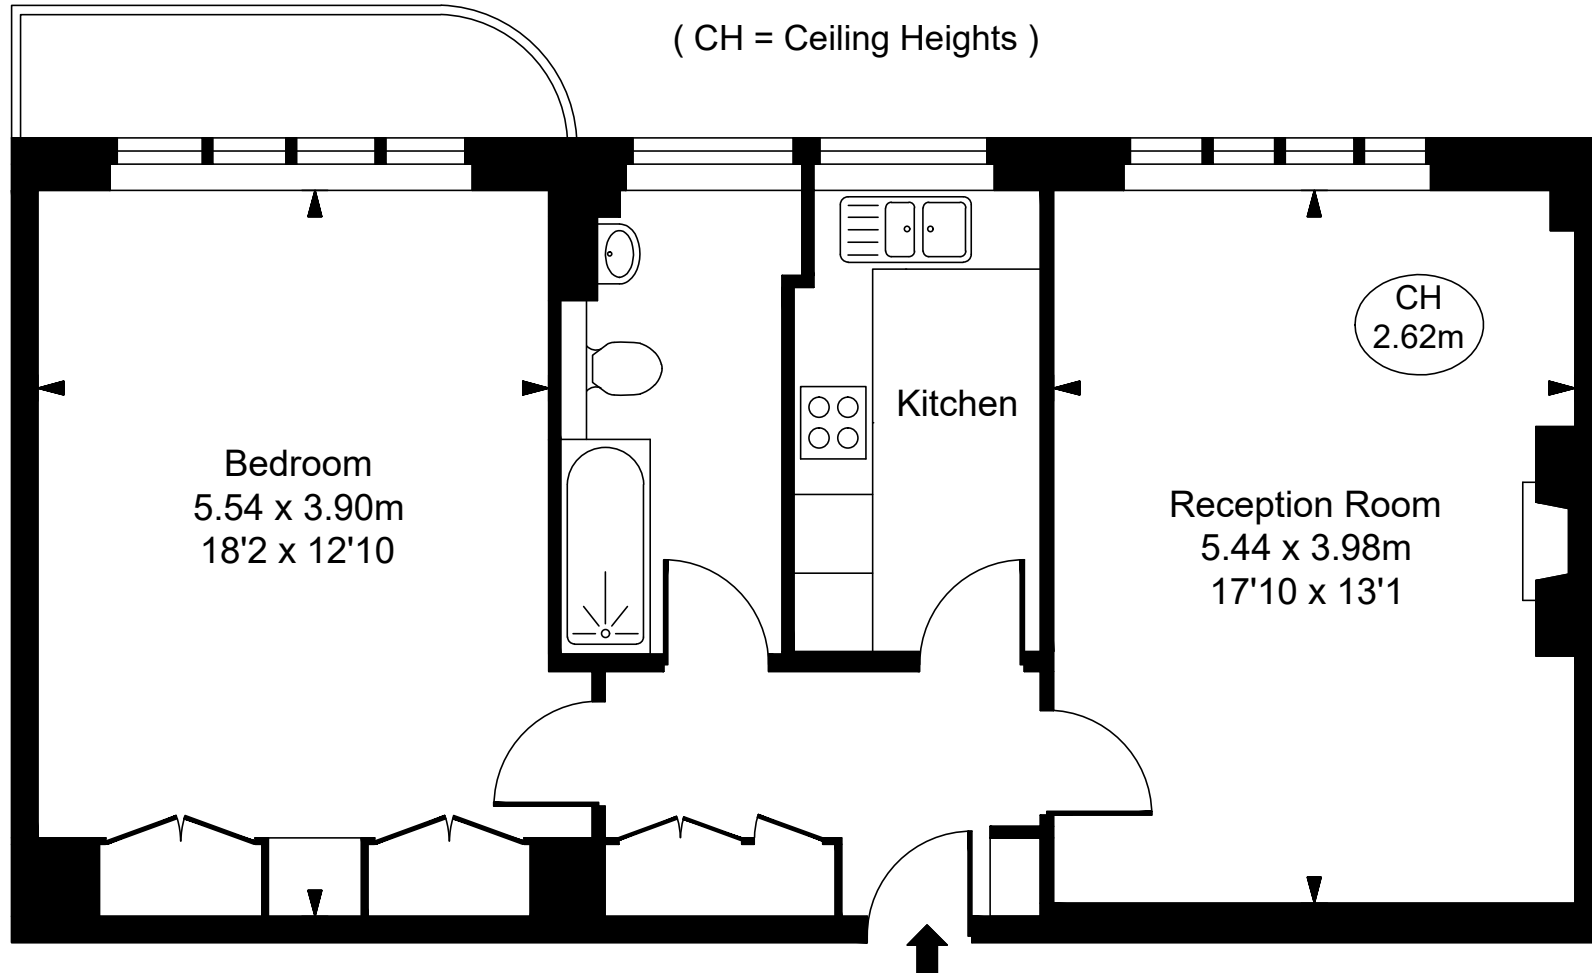 ( CH = Ceiling Heights )
CH
2.62m
Kitchen
Bedroom
5.54 x 3.90m
18'2 x 12'10
Reception Room
5.44 x 3.98m
17'10 x 13'1